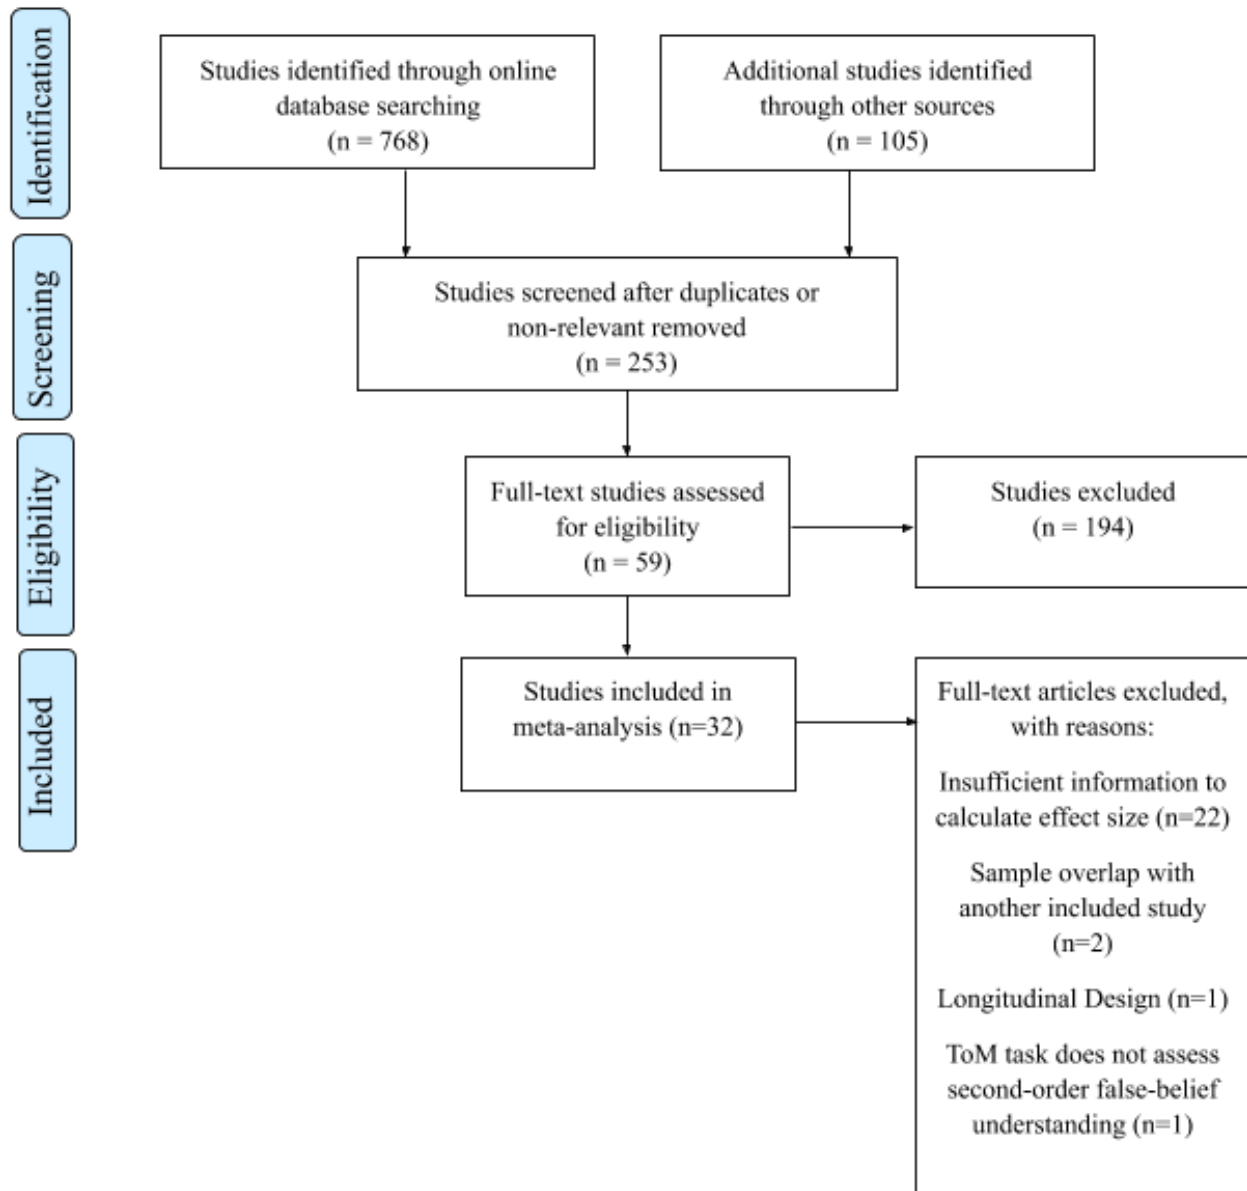 Identification
Studies identified through online
database searching
(n = 768)
Additional studies identified
through other sources
(n = 105)
Screening
Studies screened after duplicates or
non-relevant removed
(n = 253)
Eligibility
Full-text studies assessed
for eligibility
(n = 59)
Studies excluded
(n = 194)
Included
Studies included in
meta-analysis (n=32)
Full-text articles excluded,
with reasons:
Insufficient information to
calculate effect size (n=22)
Sample overlap with
another included study
(n=2)
Longitudinal Design (n=1)
ToM task does not assess
second-order false-belief
understanding (n=1)